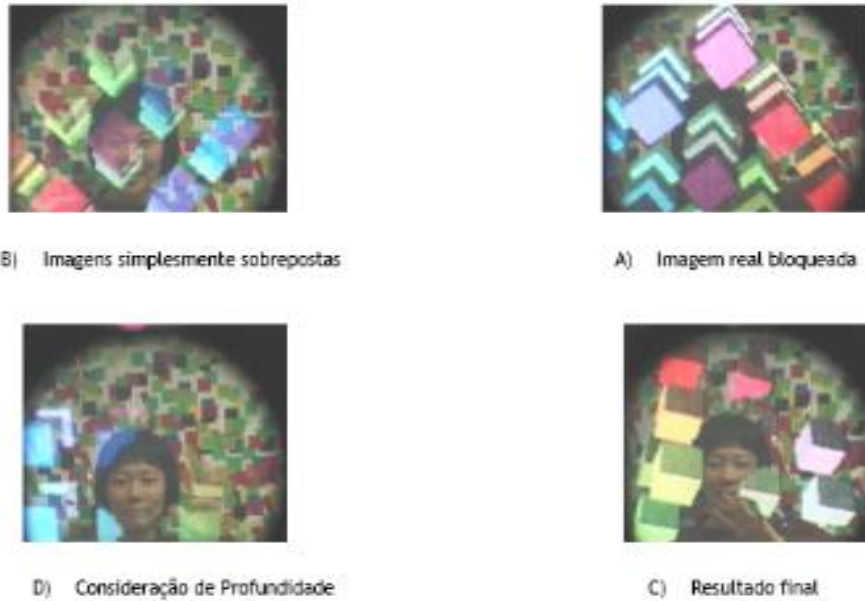 B) Imagens simplesmente sobrepostas
A) Imagem real bloqueada
D) Consideração de Profundidade
C) Resultado final